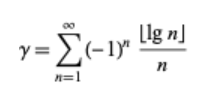 γ = ∑_{n=1}^{∞} (−1)ⁿ ⌊lg n⌋ / n